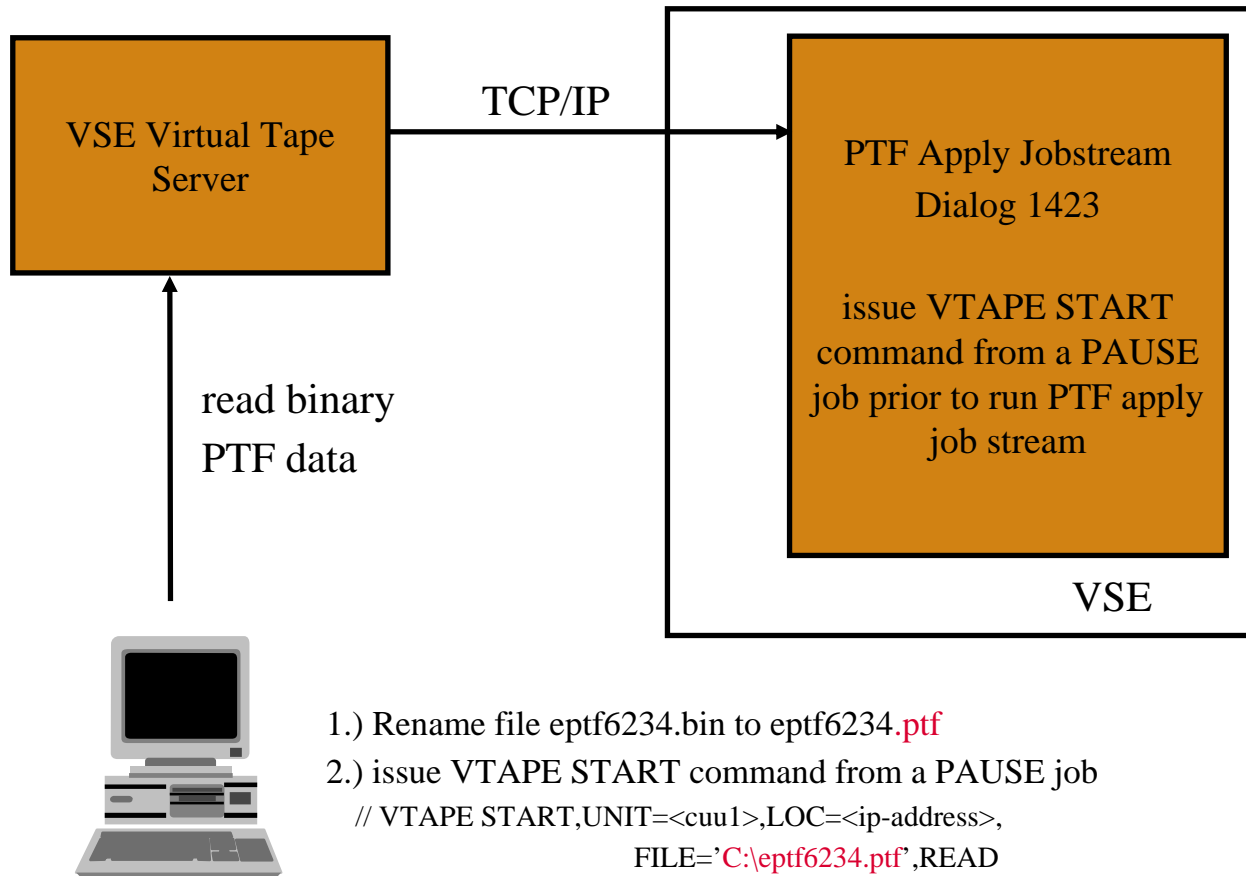 VSE Virtual Tape
Server
TCP/IP
PTF Apply Jobstream
Dialog 1423
issue VTAPE START
command from a PAUSE
job prior to run PTF apply
job stream
VSE
read binary
PTF data
1.) Rename file eptf6234.bin to eptf6234.ptf
2.) issue VTAPE START command from a PAUSE job
// VTAPE START,UNIT=<cuu1>,LOC=<ip-address>,
FILE=’C:\eptf6234.ptf’,READ